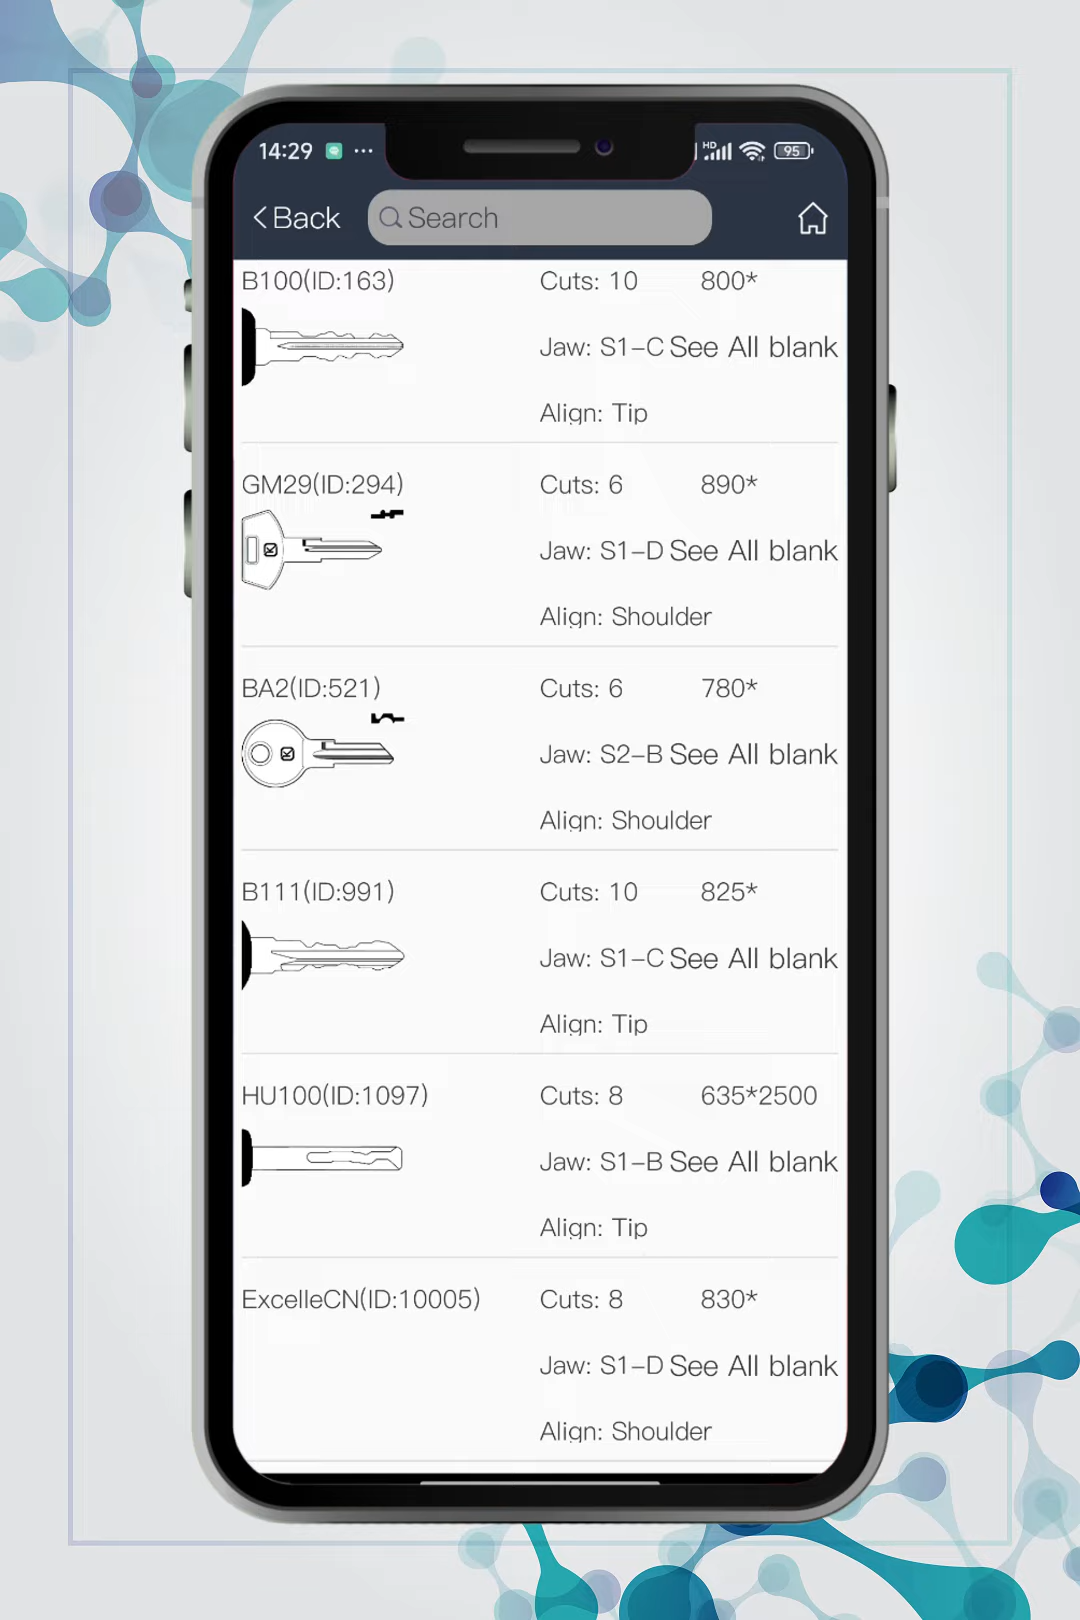 14:29 ··· HD 95
Back Search
B100(ID:163) Cuts: 10 800*
Jaw: S1-C See All blank
Align: Tip
GM29(ID:294) Cuts: 6 890*
Jaw: S1-D See All blank
Align: Shoulder
BA2(ID:521) Cuts: 6 780*
Jaw: S2-B See All blank
Align: Shoulder
B111(ID:991) Cuts: 10 825*
Jaw: S1-C See All blank
Align: Tip
HU100(ID:1097) Cuts: 8 635*2500
Jaw: S1-B See All blank
Align: Tip
ExcelleCN(ID:10005) Cuts: 8 830*
Jaw: S1-D See All blank
Align: Shoulder